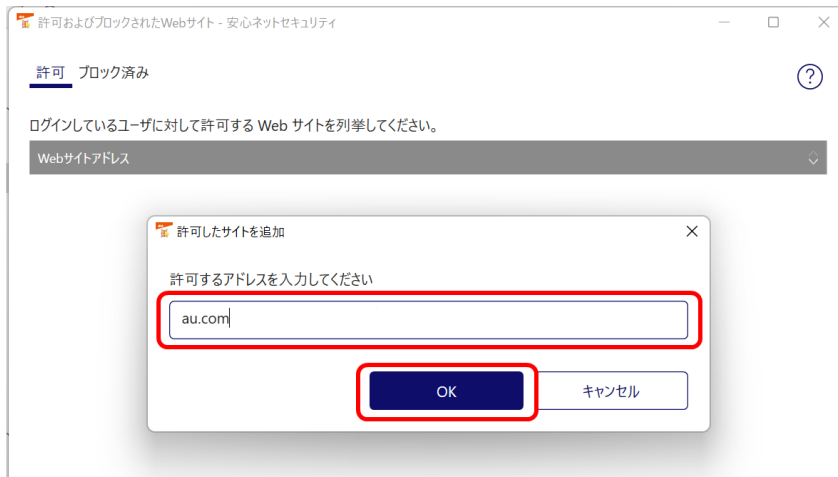 許可およびブロックされたWebサイト - 安心ネットセキュリティ
許可 ブロック済み
?
ログインしているユーザに対して許可する Web サイトを列挙してください。
Webサイトアドレス
許可したサイトを追加
許可するアドレスを入力してください
au.com
OK キャンセル